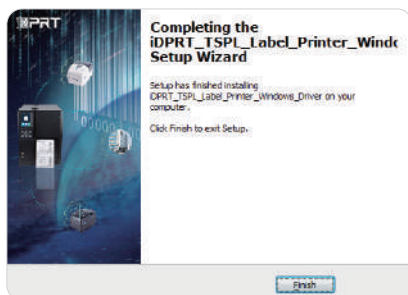 iDPRT
Completing the
iDPRT_TSPL_Label_Printer_Windc
Setup Wizard
Setup has finished installing
iDPRT_TSPL_Label_Printer_Windows_Driver on your
computer.
Click Finish to exit Setup.
Finish